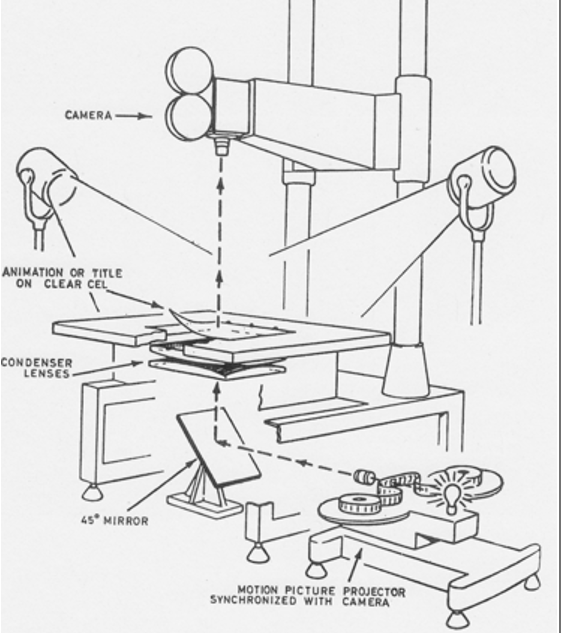 CAMERA
ANIMATION OR TITLE
ON CLEAR CEL
CONDENSER
LENSES
45° MIRROR
MOTION PICTURE PROJECTOR
SYNCHRONIZED WITH CAMERA